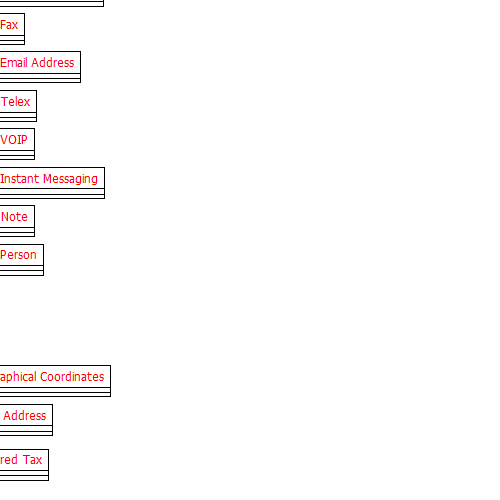 Fax
Email Address
Telex
VOIP
Instant Messaging
Note
Person
aphical Coordinates
Address
red Tax